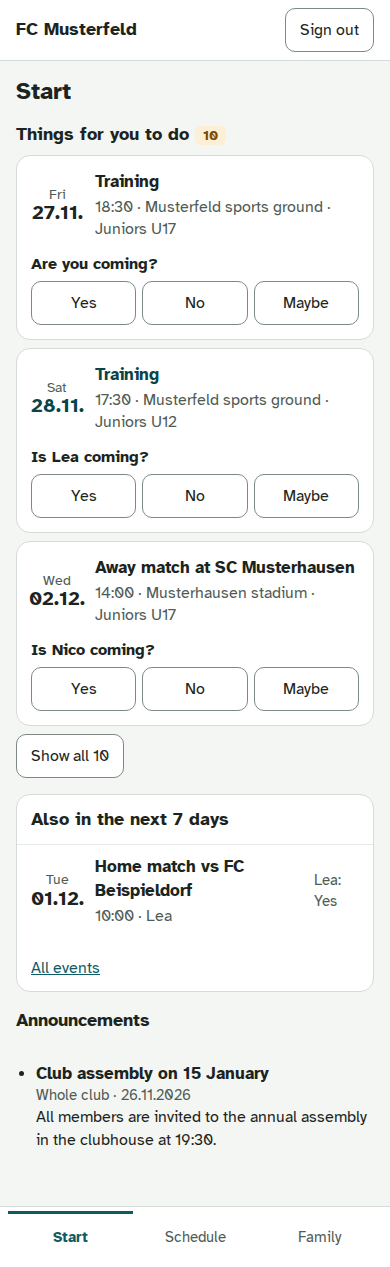 FC Musterfeld
Sign out
Start
Things for you to do 10
Fri
27.11.
Training
18:30 · Musterfeld sports ground ·
Juniors U17
Are you coming?
Yes
No
Maybe
Sat
28.11.
Training
17:30 · Musterfeld sports ground ·
Juniors U12
Is Lea coming?
Yes
No
Maybe
Wed
02.12.
Away match at SC Musterhausen
14:00 · Musterhausen stadium ·
Juniors U17
Is Nico coming?
Yes
No
Maybe
Show all 10
Also in the next 7 days
Tue
01.12.
Home match vs FC
Beispieldorf
10:00 · Lea
Lea:
Yes
All events
Announcements
• Club assembly on 15 January
Whole club · 26.11.2026
All members are invited to the annual assembly
in the clubhouse at 19:30.
Start
Schedule
Family